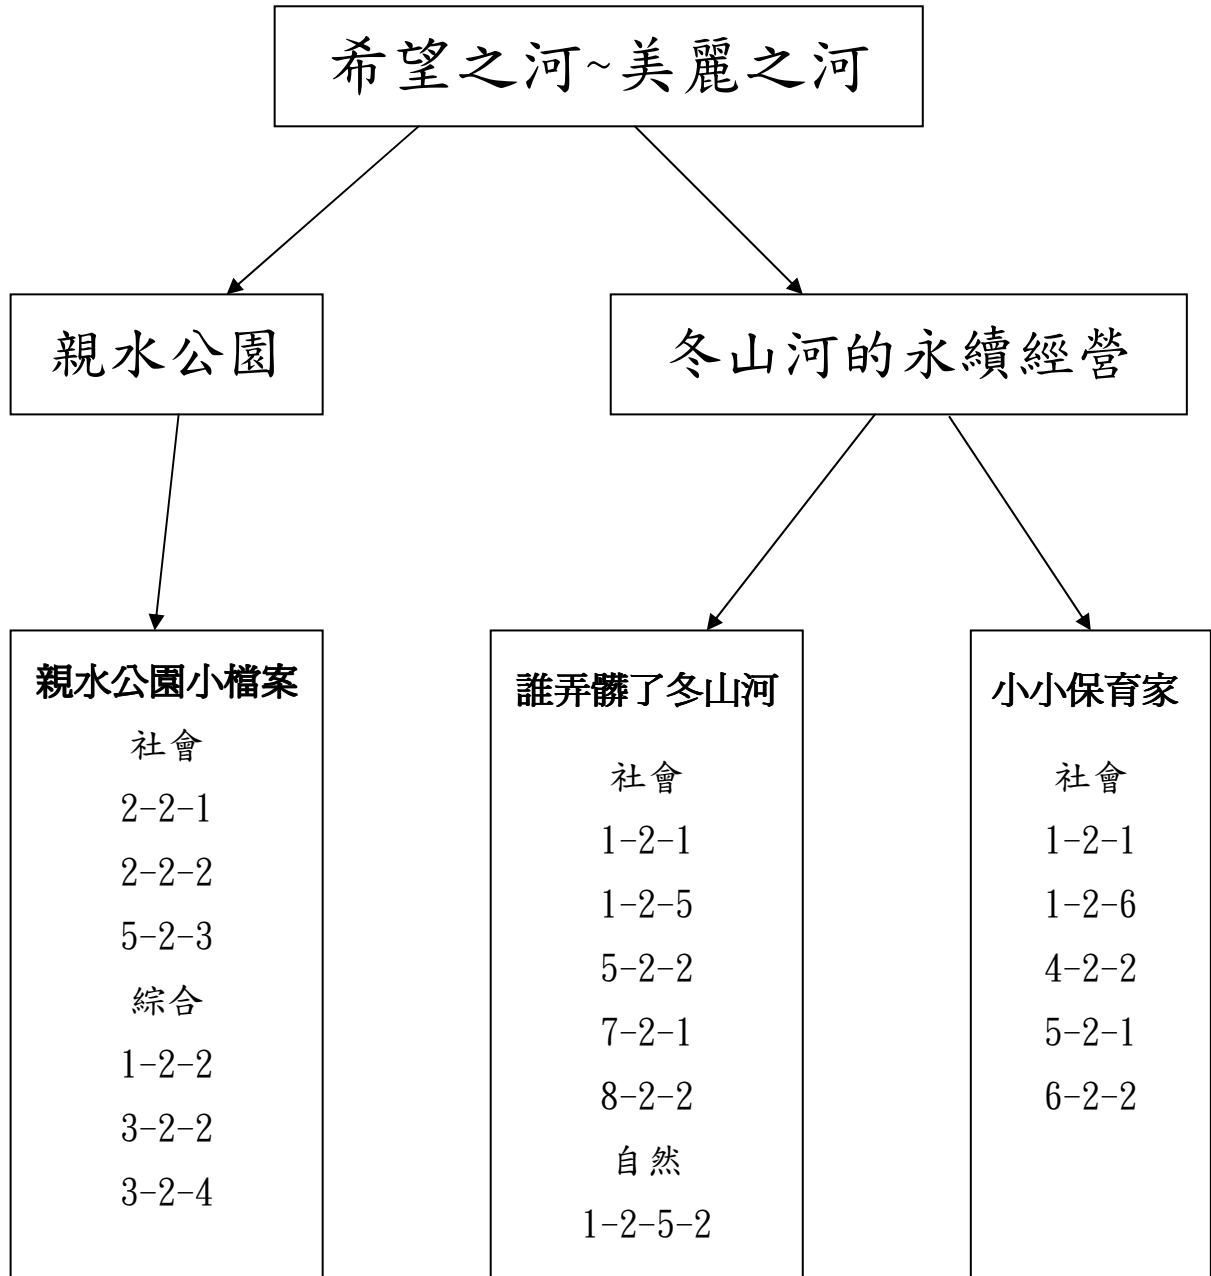 希望之河~美麗之河
親水公園
冬山河的永續經營
親水公園小檔案
社會
2-2-1
2-2-2
5-2-3
綜合
1-2-2
3-2-2
3-2-4
誰弄髒了冬山河
社會
1-2-1
1-2-5
5-2-2
7-2-1
8-2-2
自然
1-2-5-2
小小保育家
社會
1-2-1
1-2-6
4-2-2
5-2-1
6-2-2